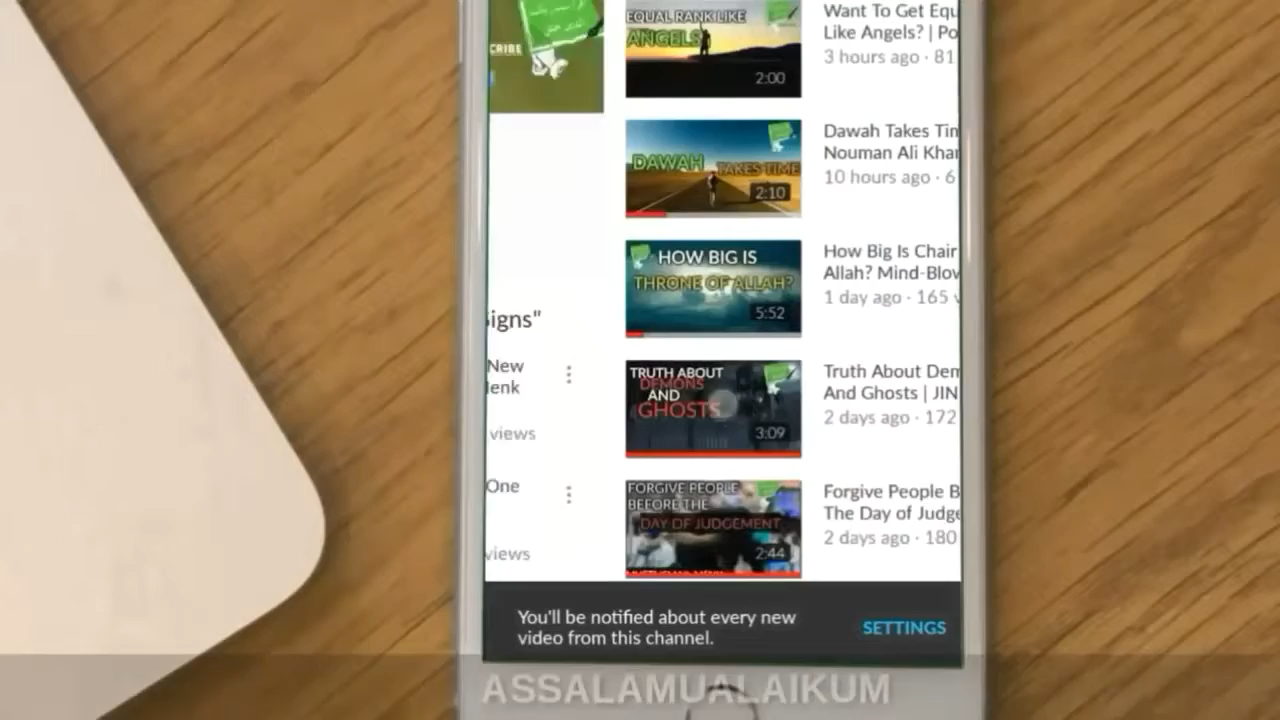 CRIBE
EQUAL RANK LIKE
ANGELS
2:00
Want To Get Equ
Like Angels? | Po
3 hours ago · 81
DAWAH TAKES TIME
2:10
Dawah Takes Tim
Nouman Ali Khan
10 hours ago · 6
HOW BIG IS
THRONE OF ALLAH?
5:52
How Big Is Chair
Allah? Mind-Blow
1 day ago · 165 v
signs"
New
lenk
views
TRUTH ABOUT
DEMONS
AND
GHOSTS
3:09
Truth About Dem
And Ghosts | JIN
2 days ago · 172
One
views
FORGIVE PEOPLE
BEFORE THE
DAY OF JUDGEMENT
2:44
Forgive People B
The Day of Judge
2 days ago · 180
You'll be notified about every new
video from this channel.
SETTINGS
ASSALAMUALAIKUM